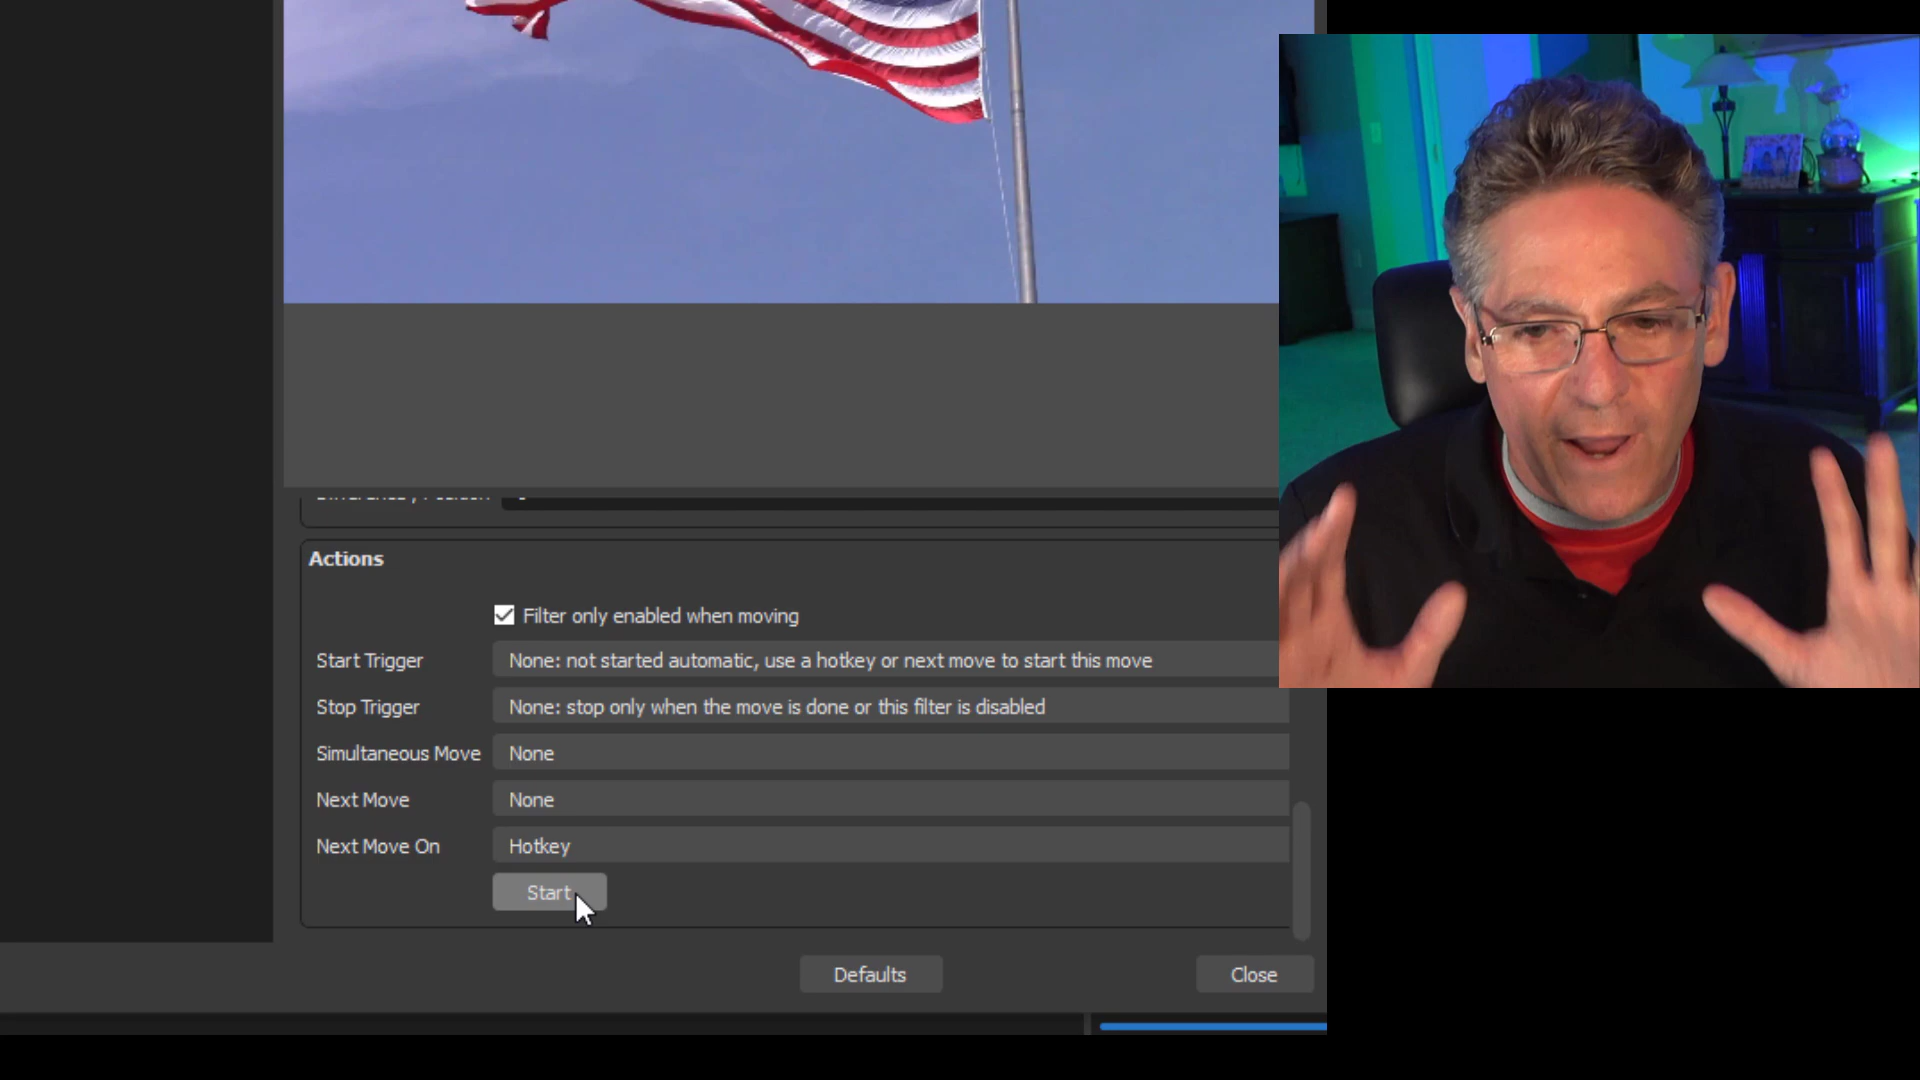 Actions
Filter only enabled when moving
Start Trigger None: not started automatic, use a hotkey or next move to start this move
Stop Trigger None: stop only when the move is done or this filter is disabled
Simultaneous Move None
Next Move None
Next Move On Hotkey
Start
Defaults Close